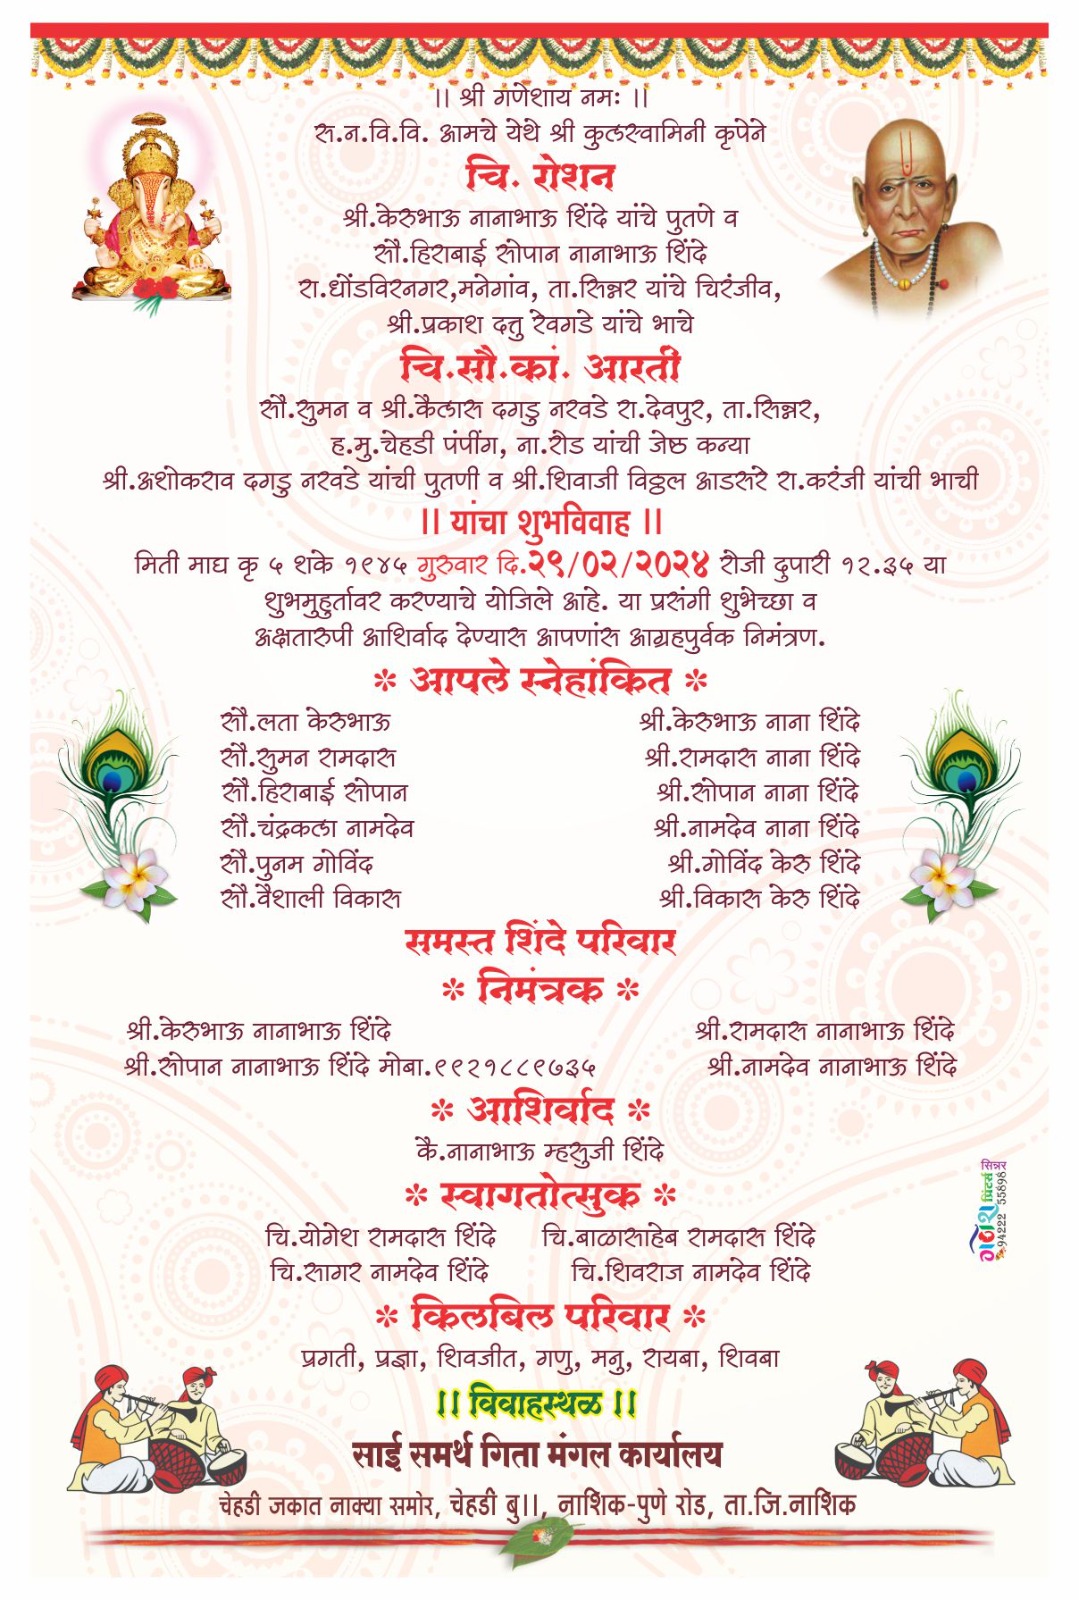 ।। श्री गणेशाय नमः ।।
स.न.वि.वि. आमचे येथे श्री कुलस्वामिनी कृपेने
चि. रोशन
श्री.केरुभाऊ नानाभाऊ शिंदे यांचे पुतणे व
सौ.हिराबाई सोपान नानाभाऊ शिंदे
रा.धोंडविरनगर,मनेगांव, ता.सिन्नर यांचे चिरंजीव,
श्री.प्रकाश दत्तु रेवगडे यांचे भाचे
चि.सौ.कां. आरती
सौ.सुमन व श्री.कैलास दगडु नरवडे रा.देवपुर, ता.सिन्नर,
ह.मु.चेहडी पंपींग, ना.रोड यांची जेष्ठ कन्या
श्री.अशोकराव दगडु नरवडे यांची पुतणी व श्री.शिवाजी विठ्ठल आडसरे रा.करंजी यांची भाची
।। यांचा शुभविवाह ।।
मिती माघ कृ ५ शके १९४५ गुरुवार दि.२९/०२/२०२४ रोजी दुपारी १२.३५ या
शुभमुहुर्तावर करण्याचे योजिले आहे. या प्रसंगी शुभेच्छा व
अक्षतारुपी आशिर्वाद देण्यास आपणांस आग्रहपुर्वक निमंत्रण.
* आपले स्नेहांकित *
सौ.लता केरुभाऊ श्री.केरुभाऊ नाना शिंदे
सौ.सुमन रामदास श्री.रामदास नाना शिंदे
सौ.हिराबाई सोपान श्री.सोपान नाना शिंदे
सौ.चंद्रकला नामदेव श्री.नामदेव नाना शिंदे
सौ.पुनम गोविंद श्री.गोविंद केरु शिंदे
सौ.वैशाली विकास श्री.विकास केरु शिंदे
समस्त शिंदे परिवार
* निमंत्रक *
श्री.केरुभाऊ नानाभाऊ शिंदे श्री.रामदास नानाभाऊ शिंदे
श्री.सोपान नानाभाऊ शिंदे मोबा.९९२१८८९७३५ श्री.नामदेव नानाभाऊ शिंदे
* आशिर्वाद *
कै.नानाभाऊ म्हसुजी शिंदे
* स्वागतोत्सुक *
चि.योगेश रामदास शिंदे चि.बाळासाहेब रामदास शिंदे
चि.सागर नामदेव शिंदे चि.शिवराज नामदेव शिंदे
* किलबिल परिवार *
प्रगती, प्रज्ञा, शिवजीत, गणु, मनु, रायबा, शिवबा
।। विवाहस्थळ ।।
साई समर्थ गिता मंगल कार्यालय
चेहडी जकात नाक्या समोर, चेहडी बु।।, नाशिक-पुणे रोड, ता.जि.नाशिक
गणेश प्रिंटर्स सिन्नर
94222 55898